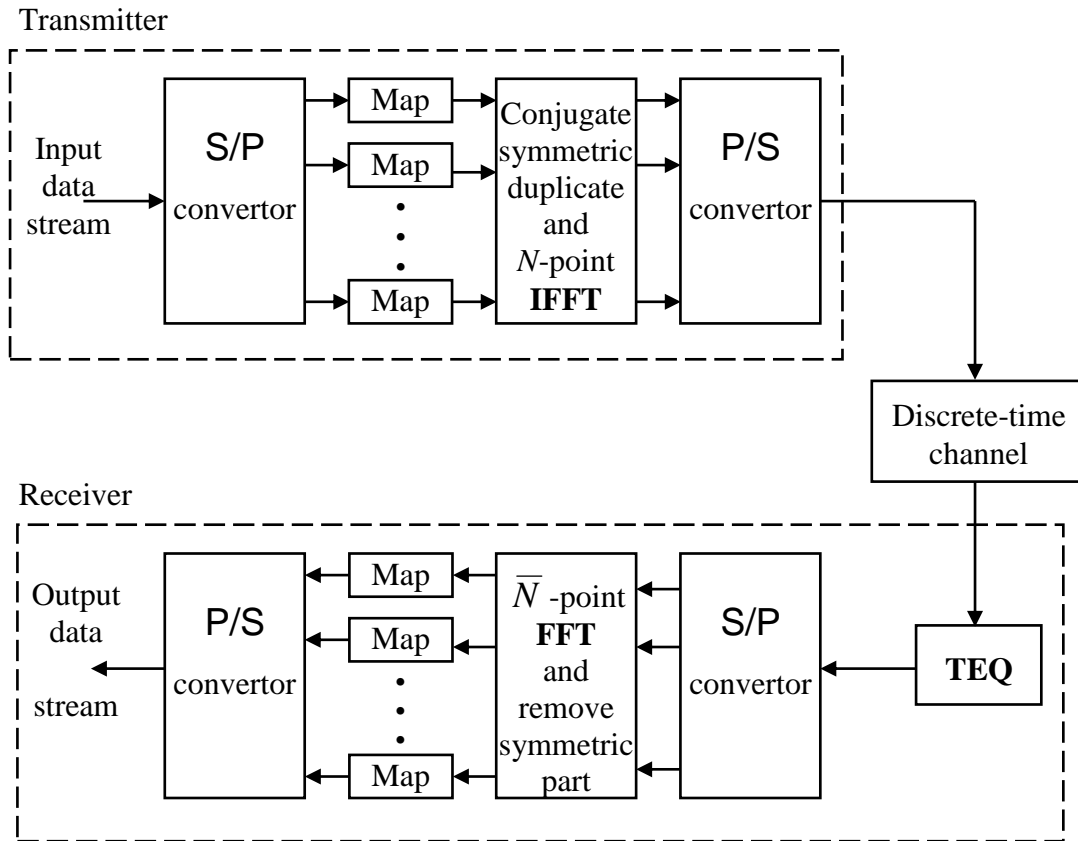 Transmitter
Input
data
stream
S/P
convertor
Map
Map
Map
Conjugate
symmetric
duplicate
and
N-point
IFFT
P/S
convertor
Discrete-time
channel
Receiver
Output
data
stream
P/S
convertor
Map
Map
Map
N̅ -point
FFT
and
remove
symmetric
part
S/P
convertor
TEQ